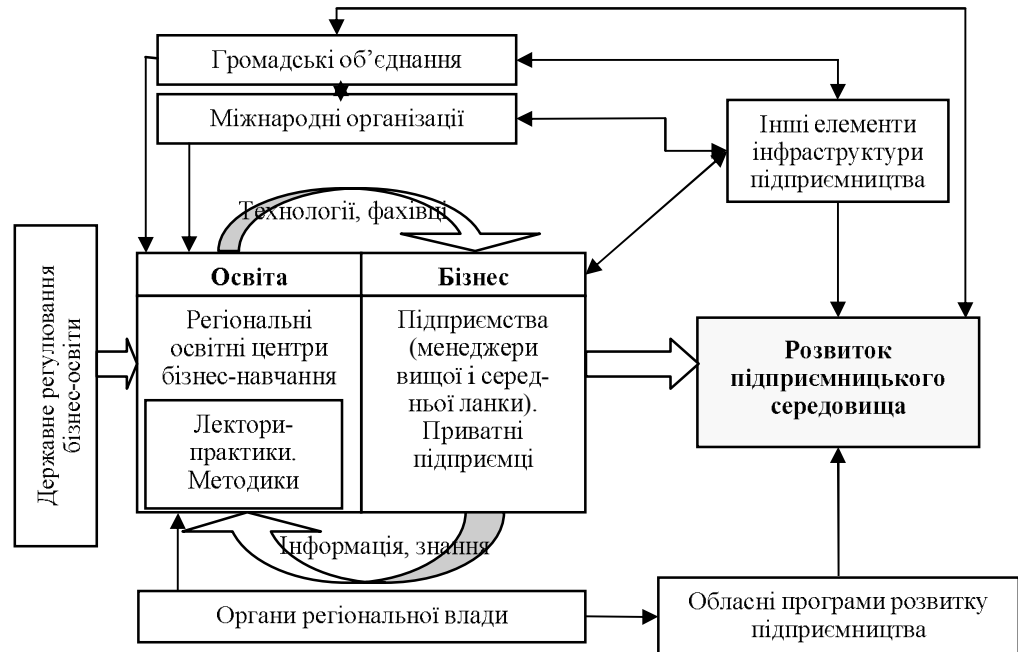 Громадські об’єднання
Міжнародні організації
Інші елементи
інфраструктури
підприємництва
Технології, фахівці
Державне регулювання
бізнес-освіти
Освіта
Бізнес
Регіональні
освітні центри
бізнес-навчання
Лектори-
практики.
Методики
Підприємства
(менеджери
вищої і серед-
ньої ланки).
Приватні
підприємці
Розвиток
підприємницького
середовища
Інформація, знання
Органи регіональної влади
Обласні програми розвитку
підприємництва